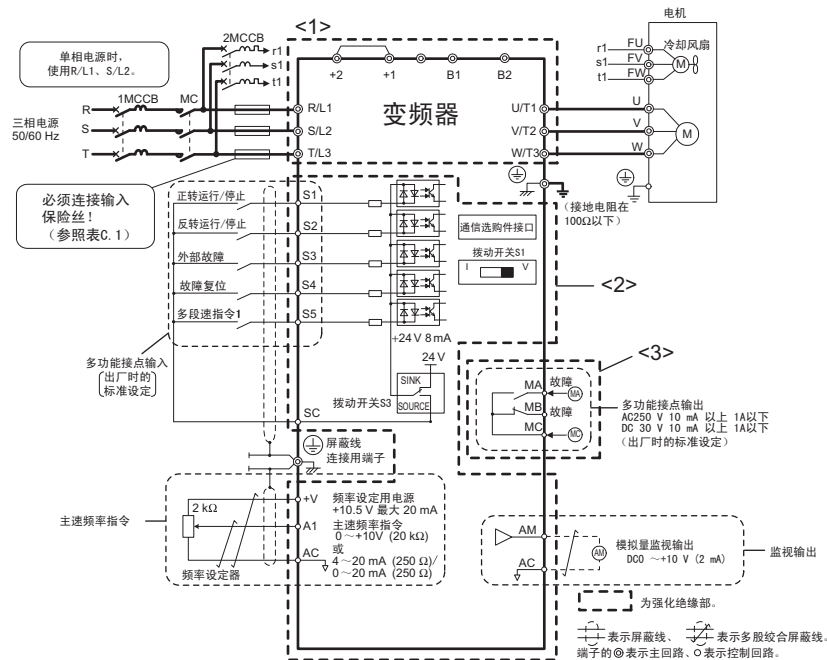 <1>
电机
2MCCB
r1
s1
t1
单相电源时,
使用R/L1、S/L2。
+2
+1
B1
B2
r1
FU
冷却风扇
s1
FV
M
t1
FW
1MCCB
MC
R
R/L1
变频器
U/T1
U
三相电源
50/60 Hz
S
S/L2
V/T2
V
M
T
T/L3
W/T3
W
必须连接输入
保险丝!
(参照表C.1)
(接地电阻在
100Ω以下)
正转运行/停止
S1
反转运行/停止
S2
通信选购件接口
外部故障
S3
拨动开关S1
I
V
故障复位
S4
<2>
多段速指令1
S5
+24 V 8 mA
多功能接点输入
出厂时的
标准设定
24 V
SINK
拨动开关S3
SOURCE
SC
<3>
MA
故障
MA
MB
故障
MC
MC
多功能接点输出
AC250 V 10 mA 以上 1A以下
DC 30 V 10 mA 以上 1A以下
(出厂时的标准设定)
屏蔽线
连接用端子
主速频率指令
2 kΩ
频率设定器
+V
频率设定用电源
+10.5 V 最大 20 mA
A1
主速频率指令
0～+10V (20 kΩ)
或
AC
4～20 mA (250 Ω)/
0～20 mA (250 Ω)
AM
AM
模拟量监视输出
DC0 ～+10 V (2 mA)
AC
监视输出
为强化绝缘部。
表示屏蔽线、
表示多股绞合屏蔽线。
端子的◎表示主回路、○表示控制回路。